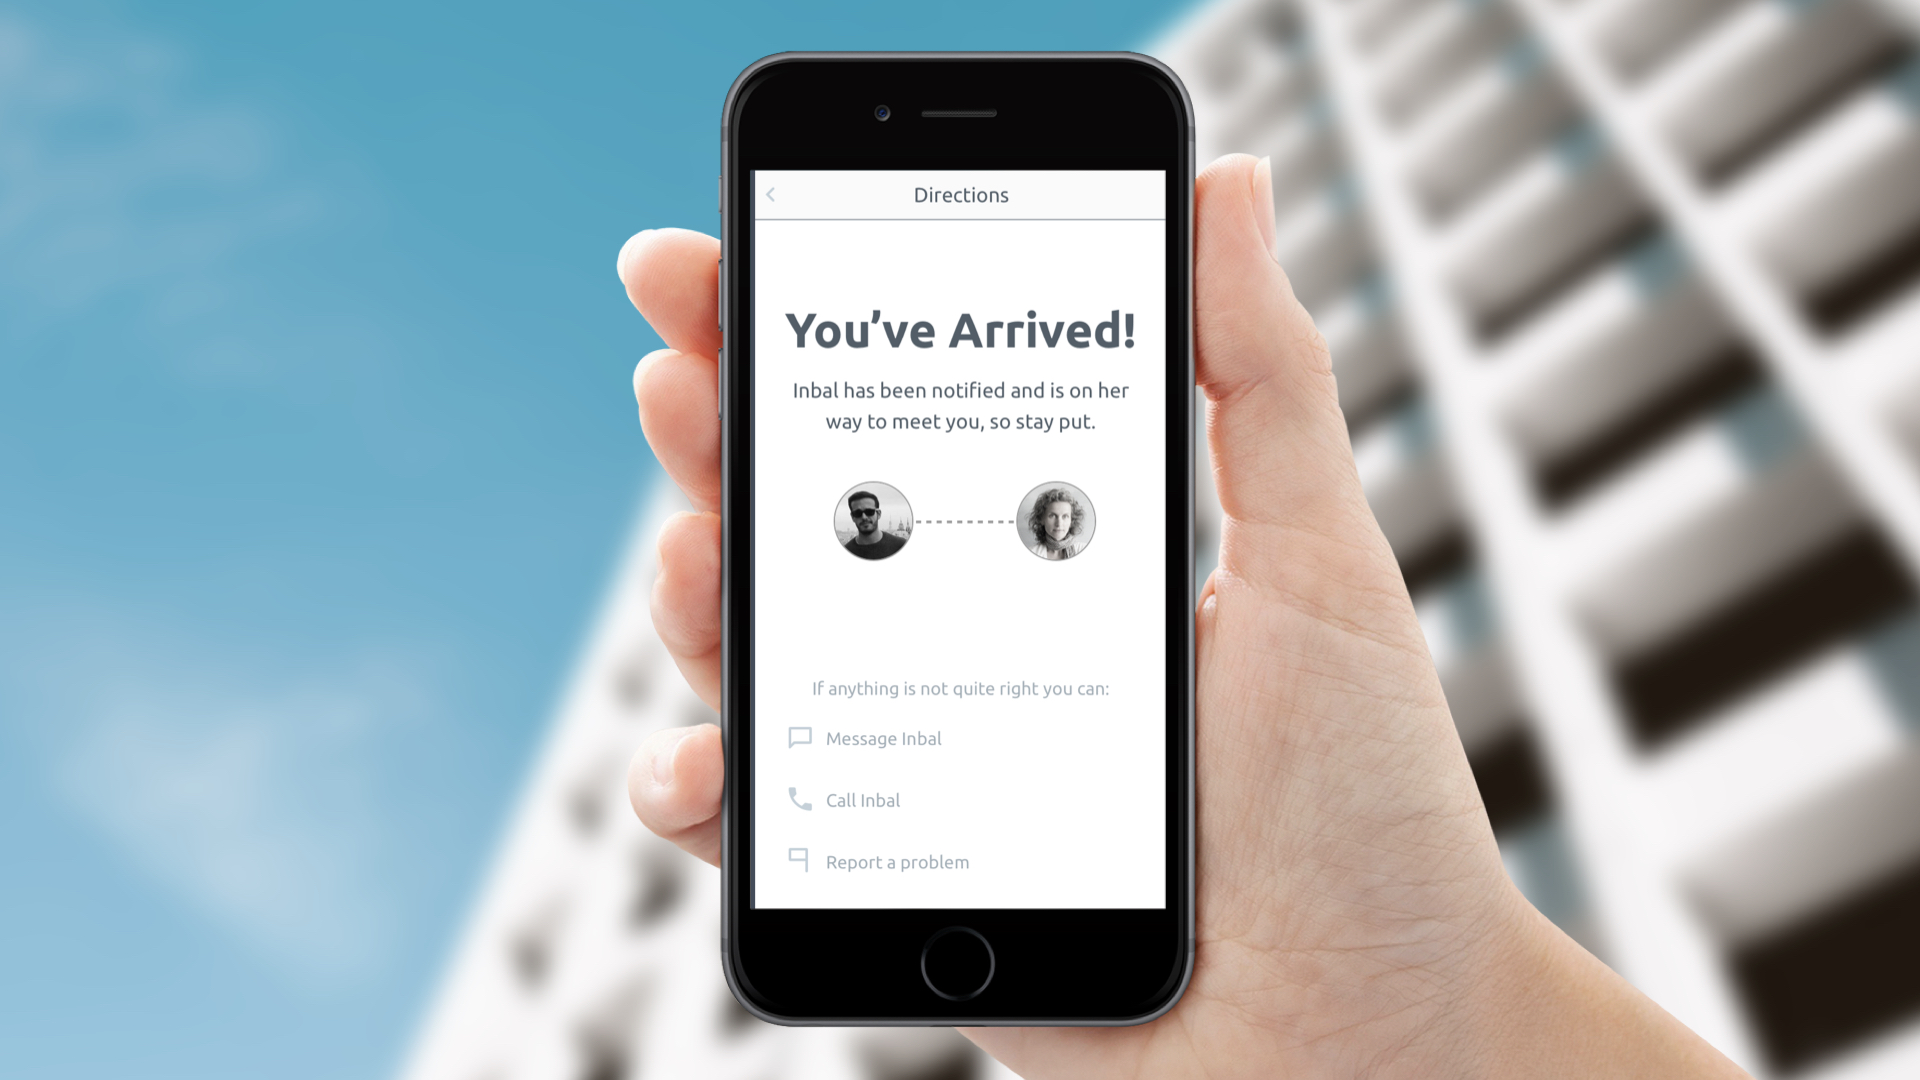 Directions
You’ve Arrived!
Inbal has been notified and is on her
way to meet you, so stay put.
If anything is not quite right you can:
Message Inbal
Call Inbal
Report a problem